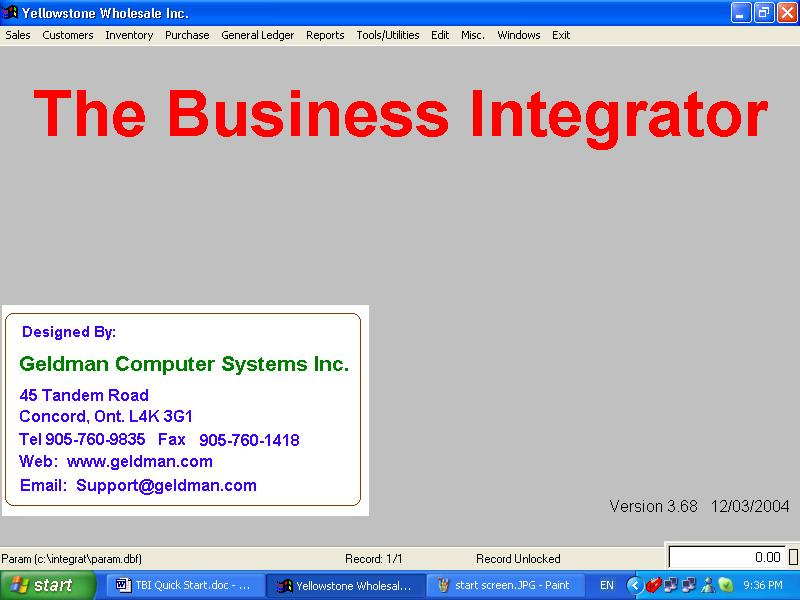 Yellowstone Wholesale Inc.
Sales Customers Inventory Purchase General Ledger Reports Tools/Utilities Edit Misc. Windows Exit
The Business Integrator
Designed By:
Geldman Computer Systems Inc.
45 Tandem Road
Concord, Ont. L4K 3G1
Tel 905-760-9835 Fax 905-760-1418
Web: www.geldman.com
Email: Support@geldman.com
Version 3.68 12/03/2004
Param (c:\integrat\param.dbf) Record: 1/1 Record Unlocked 0.00
start TBI Quick Start.doc - ... Yellowstone Wholesal... start screen.JPG - Paint EN 9:36 PM